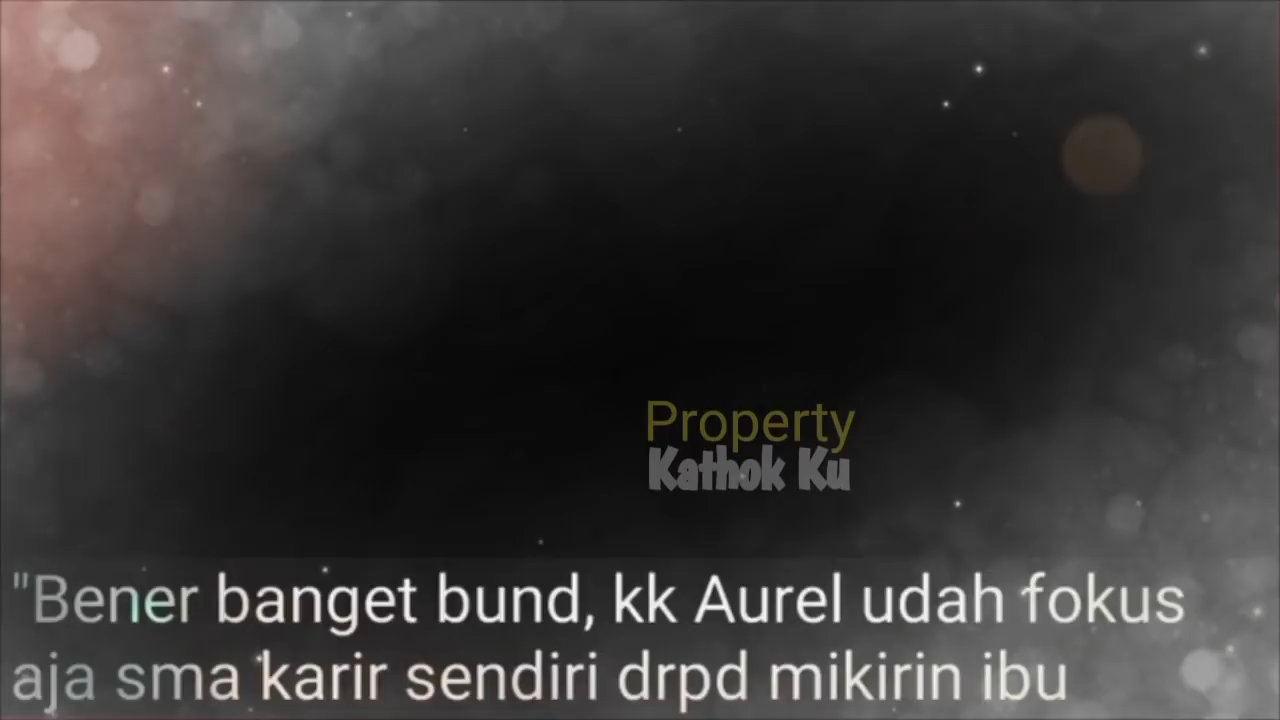 Property
Kathok Ku
"Bener banget bund, kk Aurel udah fokus
aja sma karir sendiri drpd mikirin ibu